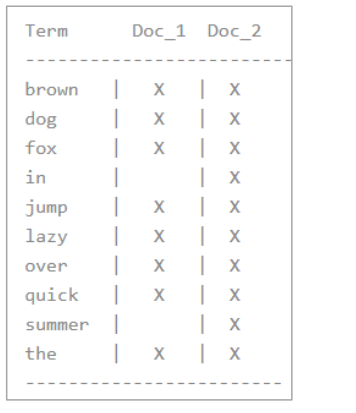 Term Doc_1 Doc_2
-------------------------
brown | X | X
dog | X | X
fox | X | X
in | | X
jump | X | X
lazy | X | X
over | X | X
quick | X | X
summer | | X
the | X | X
------------------------